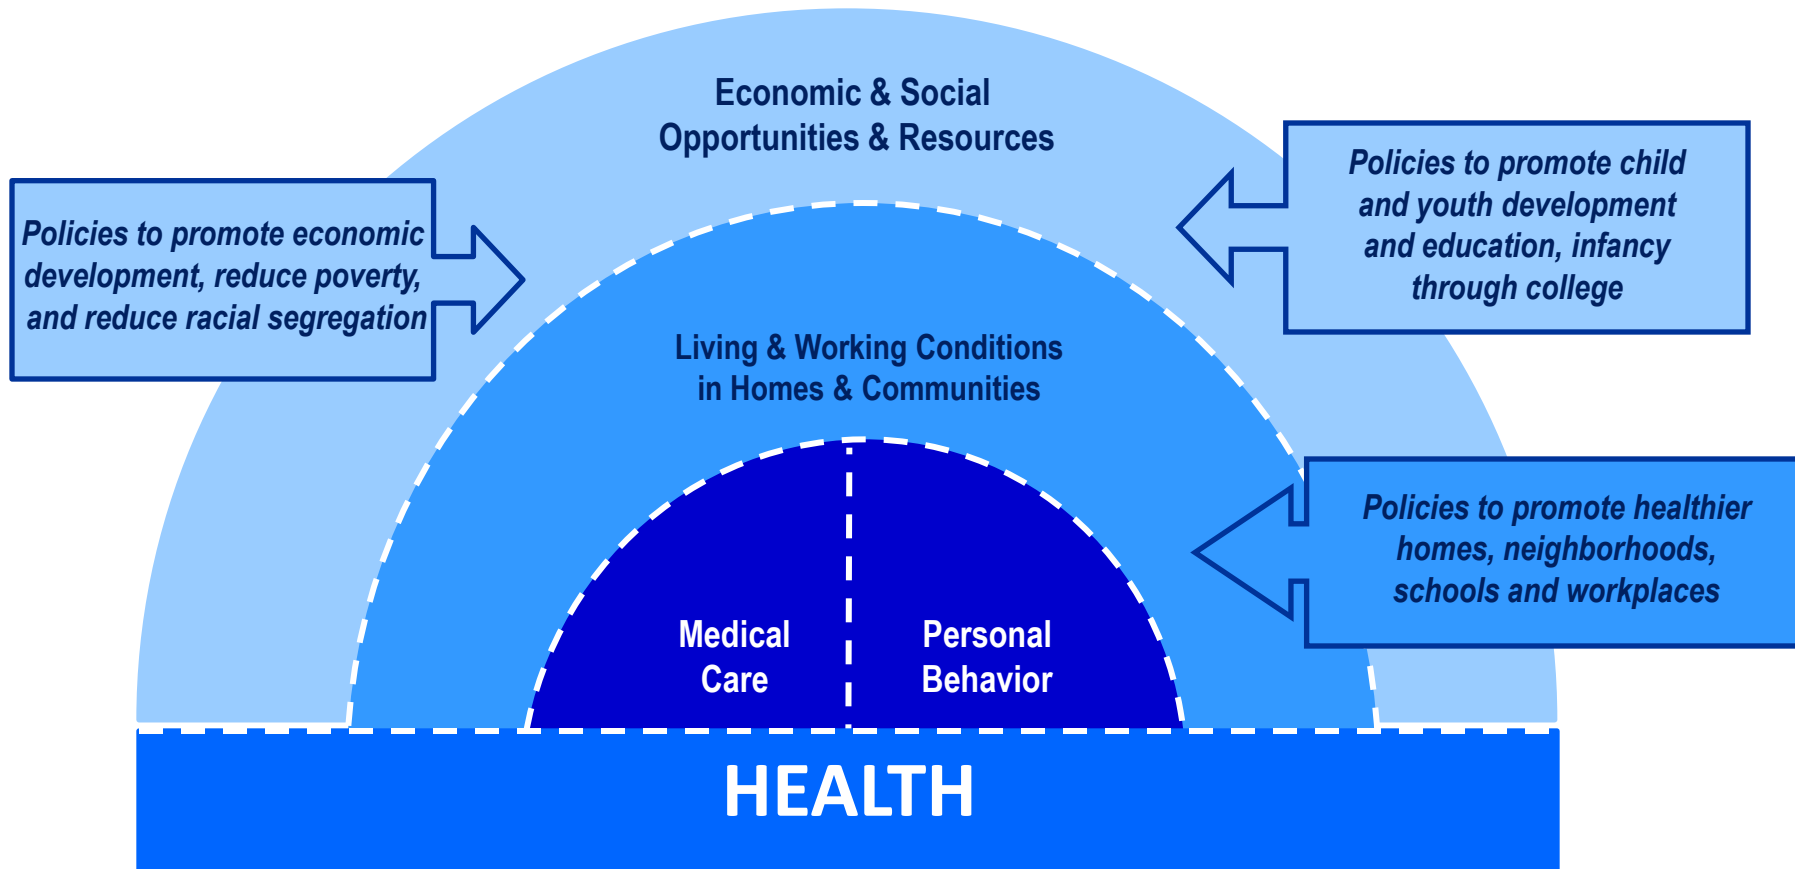 Economic & Social
Opportunities & Resources
Policies to promote child
and youth development
and education, infancy
through college
Policies to promote economic
development, reduce poverty,
and reduce racial segregation
Living & Working Conditions
in Homes & Communities
Policies to promote healthier
homes, neighborhoods,
schools and workplaces
Medical
Care
Personal
Behavior
HEALTH